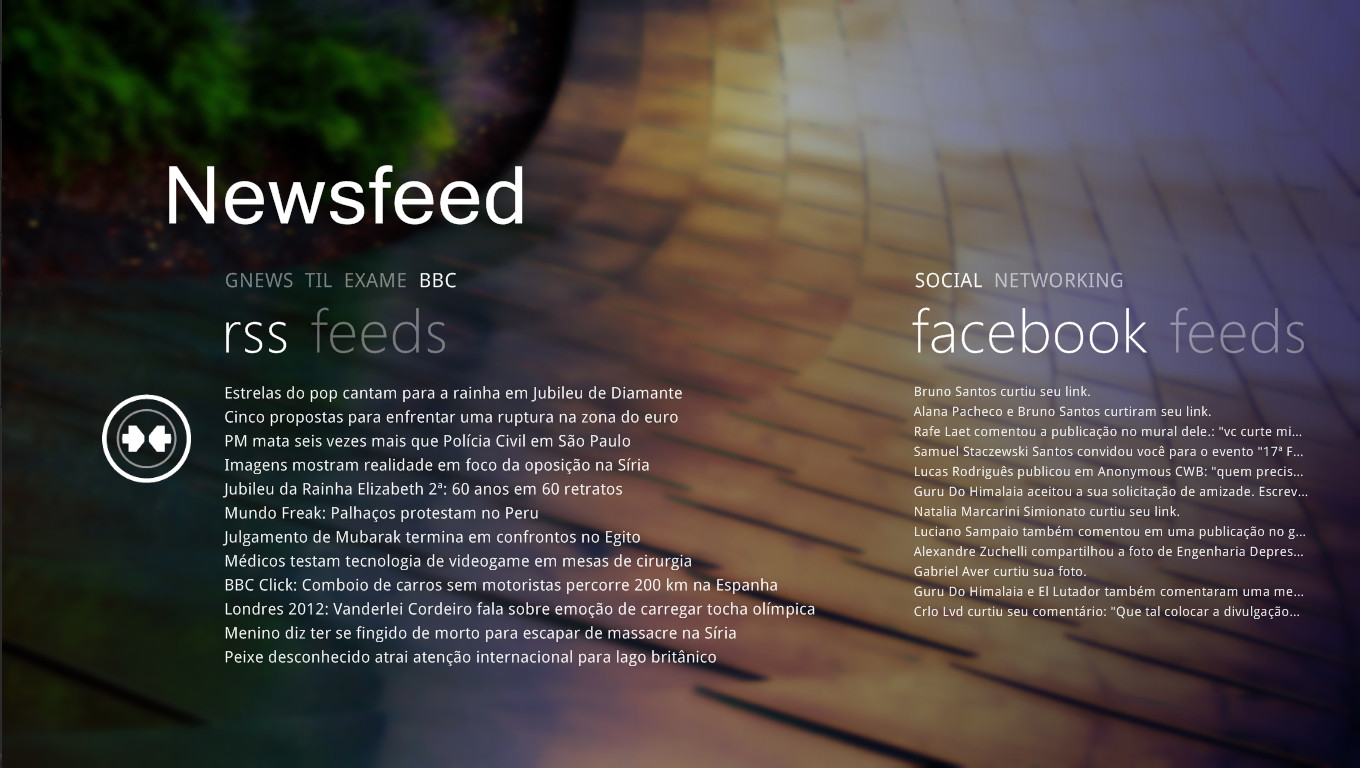 Newsfeed
GNEWS TIL EXAME BBC
rss feeds
Estrelas do pop cantam para a rainha em Jubileu de Diamante
Cinco propostas para enfrentar uma ruptura na zona do euro
PM mata seis vezes mais que Polícia Civil em São Paulo
Imagens mostram realidade em foco da oposição na Síria
Jubileu da Rainha Elizabeth 2ª: 60 anos em 60 retratos
Mundo Freak: Palhaços protestam no Peru
Julgamento de Mubarak termina em confrontos no Egito
Médicos testam tecnologia de videogame em mesas de cirurgia
BBC Click: Comboio de carros sem motoristas percorre 200 km na Espanha
Londres 2012: Vanderlei Cordeiro fala sobre emoção de carregar tocha olímpica
Menino diz ter se fingido de morto para escapar de massacre na Síria
Peixe desconhecido atrai atenção internacional para lago britânico
SOCIAL NETWORKING
facebook feeds
Bruno Santos curtiu seu link.
Alana Pacheco e Bruno Santos curtiram seu link.
Rafe Laet comentou a publicação no mural dele.: "vc curte mi...
Samuel Staczewski Santos convidou você para o evento "17ª F...
Lucas Rodriguês publicou em Anonymous CWB: "quem precis...
Guru Do Himalaia aceitou a sua solicitação de amizade. Escrev...
Natalia Marcarini Simionato curtiu seu link.
Luciano Sampaio também comentou em uma publicação no g...
Alexandre Zuchelli compartilhou a foto de Engenharia Depres...
Gabriel Aver curtiu sua foto.
Guru Do Himalaia e El Lutador também comentaram uma me...
Crlo Lvd curtiu seu comentário: "Que tal colocar a divulgação...